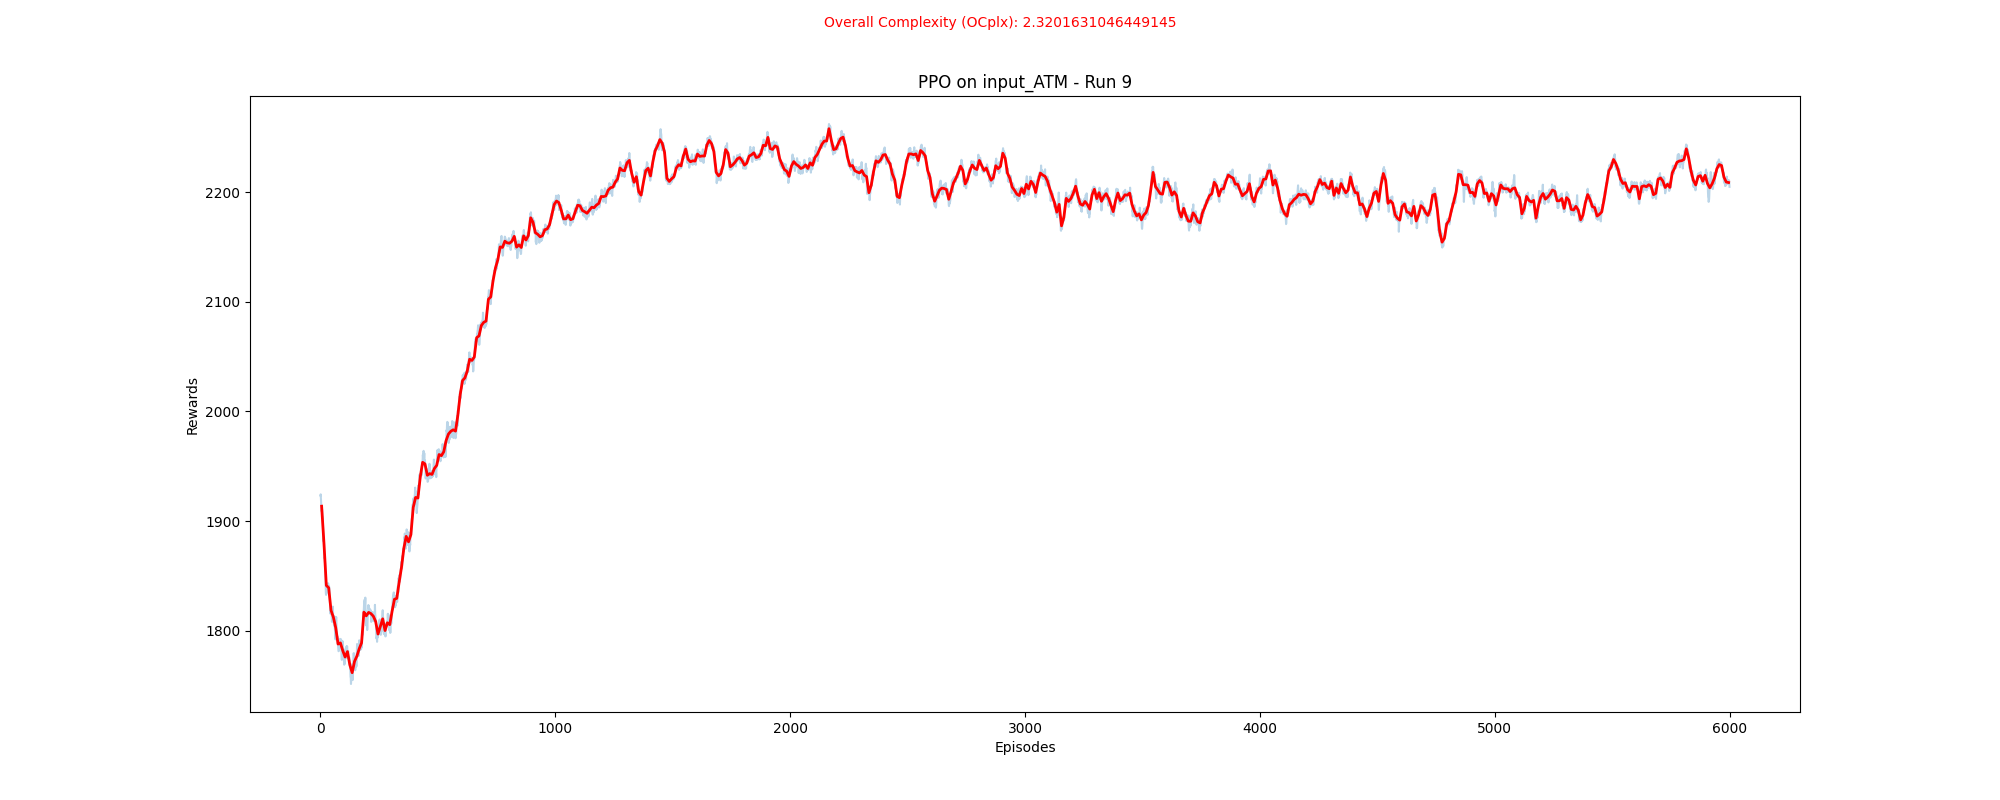 Overall Complexity (OCplx): 2.3201631046449145
PPO on input_ATM - Run 9
Rewards
2200
2100
2000
1900
1800
0 1000 2000 3000 4000 5000 6000
Episodes